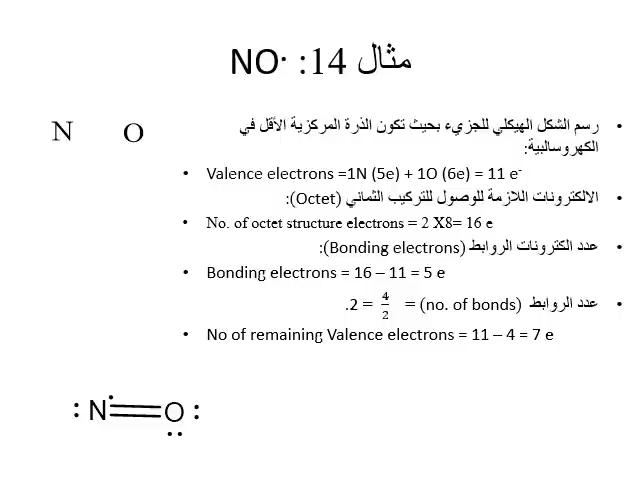 مثال 14: NO·
N O
• رسم الشكل الهيكلي للجزيء بحيث تكون الذرة المركزية الأقل في
الكهروسالبية:
• Valence electrons =1N (5e) + 1O (6e) = 11 e-
• الالكترونات اللازمة للوصول للتركيب الثماني (Octet):
• No. of octet structure electrons = 2 X8= 16 e
• عدد الكترونات الروابط (Bonding electrons):
• Bonding electrons = 16 – 11 = 5 e
• عدد الروابط (no. of bonds) = 4/2 = 2.
• No of remaining Valence electrons = 11 – 4 = 7 e
N O